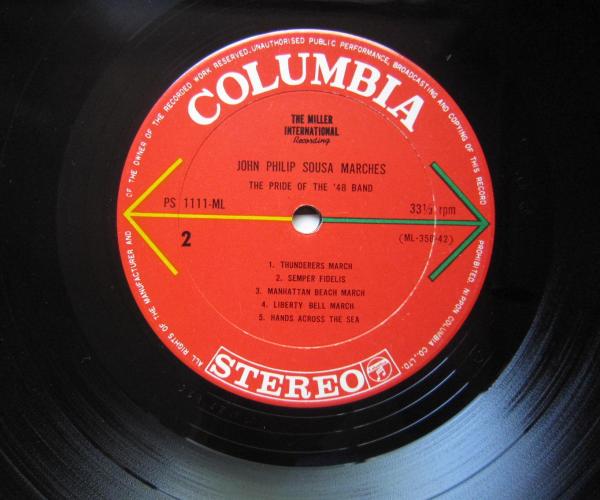 ALL RIGHTS OF THE MANUFACTURER AND OF THE OWNER OF THE RECORDED WORK RESERVED. UNAUTHORISED PUBLIC PERFORMANCE, BROADCASTING AND COPYING OF THIS RECORD PROHIBITED. NIPPON COLUMBIA CO., LTD.
COLUMBIA
THE MILLER
INTERNATIONAL
Recording
JOHN PHILIP SOUSA MARCHES
THE PRIDE OF THE '48 BAND
PS 1111-ML
33⅓ rpm
2
(ML-356-42)
1. THUNDERERS MARCH
2. SEMPER FIDELIS
3. MANHATTAN BEACH MARCH
4. LIBERTY BELL MARCH
5. HANDS ACROSS THE SEA
STEREO